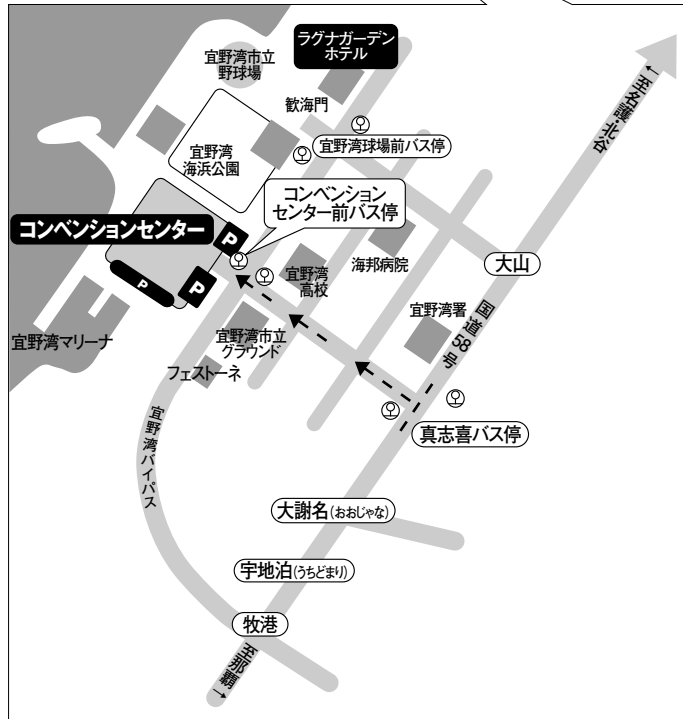 ラグナガーデン
ホテル
宜野湾市立
野球場
歓海門
←至名護・北谷
宜野湾球場前バス停
宜野湾
海浜公園
コンベンション
センター前バス停
コンベンションセンター
P
P
P
宜野湾
高校
海邦病院
大山
国道58号
宜野湾署
宜野湾マリーナ
宜野湾市立
グラウンド
フェストーネ
宜野湾バイパス
真志喜バス停
大謝名(おおじゃな)
宇地泊(うちどまり)
牧港
至那覇→